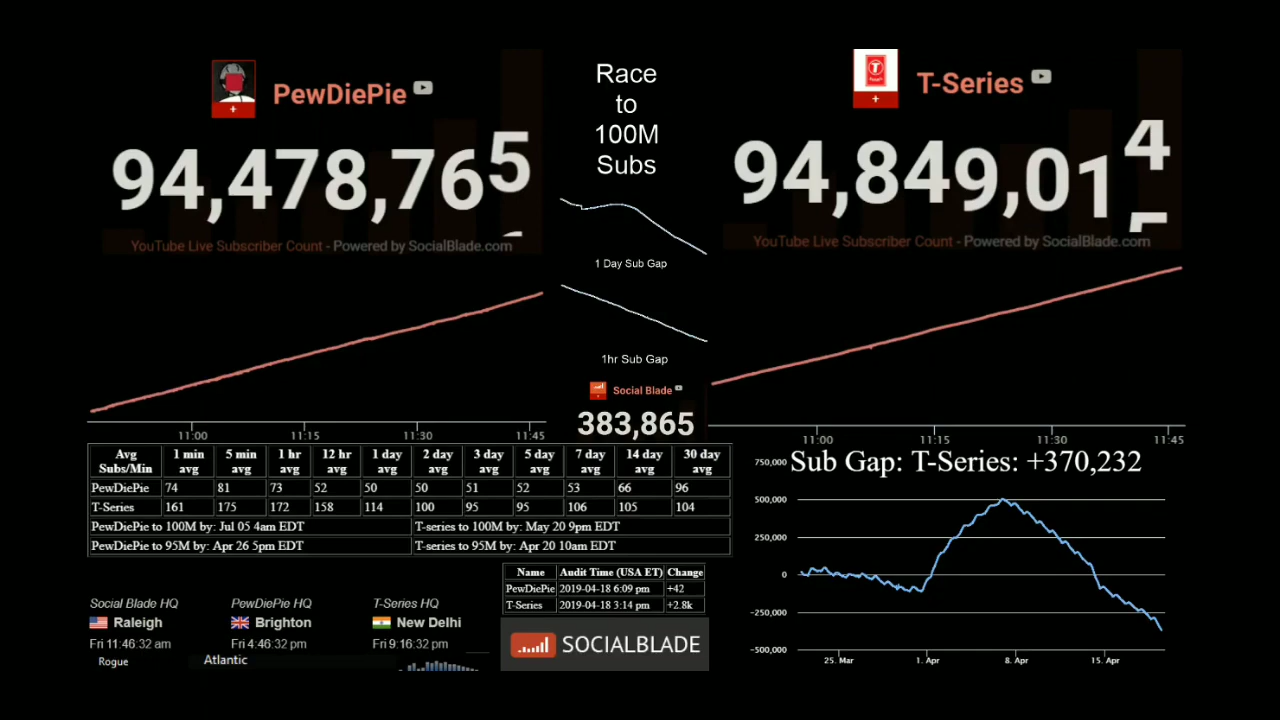 PewDiePie
94,478,765
YouTube Live Subscriber Count - Powered by SocialBlade.com
11:00 11:15 11:30 11:45
Race
to
100M
Subs
1 Day Sub Gap
1hr Sub Gap
Social Blade
383,865
T-Series
94,849,014
YouTube Live Subscriber Count - Powered by SocialBlade.com
11:00 11:15 11:30 11:45
Avg Subs/Min 1 min avg 5 min avg 1 hr avg 12 hr avg 1 day avg 2 day avg 3 day avg 5 day avg 7 day avg 14 day avg 30 day avg
PewDiePie 74 81 73 52 50 50 51 52 53 66 96
T-Series 161 175 172 158 114 100 95 95 106 105 104
PewDiePie to 100M by: Jul 05 4am EDT T-series to 100M by: May 20 9pm EDT
PewDiePie to 95M by: Apr 26 5pm EDT T-series to 95M by: Apr 20 10am EDT
Sub Gap: T-Series: +370,232
750,000
500,000
250,000
0
-250,000
-500,000
25. Mar 1. Apr 8. Apr 15. Apr
Name Audit Time (USA ET) Change
PewDiePie 2019-04-18 6:09 pm +42
T-Series 2019-04-18 3:14 pm +2.8k
SOCIALBLADE
Social Blade HQ PewDiePie HQ T-Series HQ
Raleigh Brighton New Delhi
Fri 11:46:32 am Fri 4:46:32 pm Fri 9:16:32 pm
Rogue Atlantic